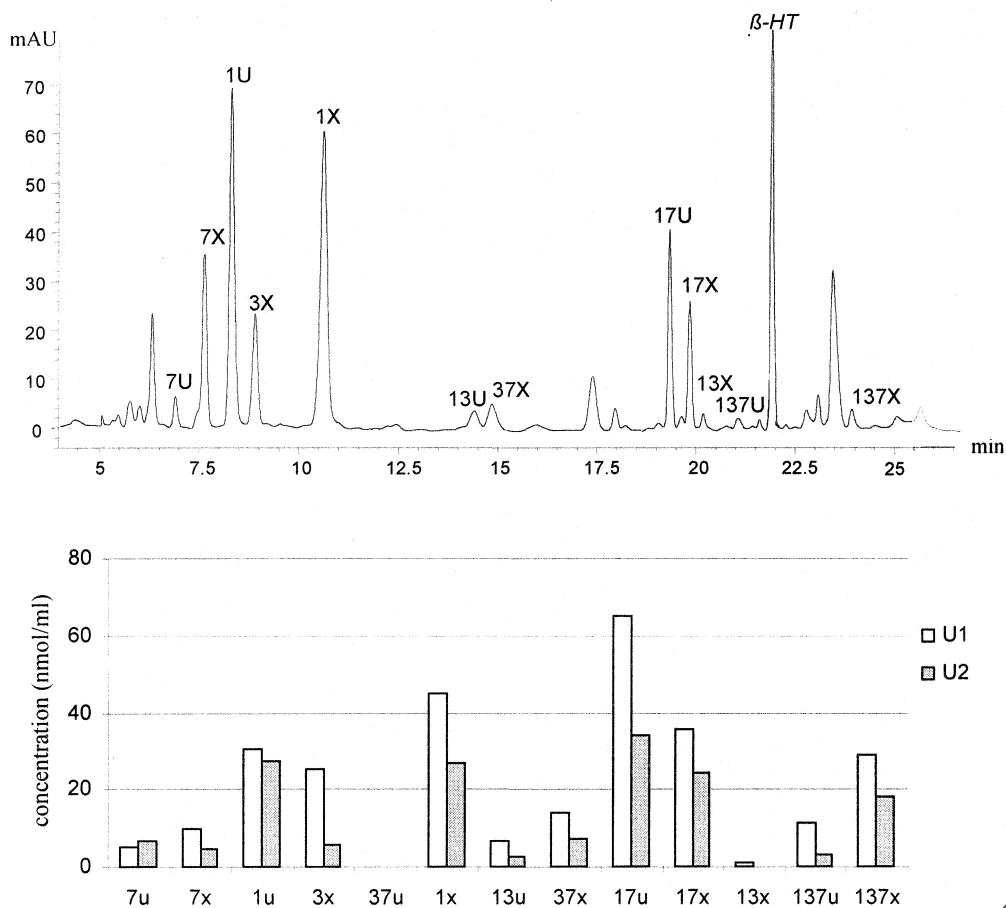 mAU
ß-HT
1U
1X
7X
3X
7U
13U
37X
17U
17X
13X
137U
137X
70
60
50
40
30
20
10
0
5
7.5
10
12.5
15
17.5
20
22.5
25
min
concentration (nmol/ml)
80
60
40
20
0
7u 7x 1u 3x 37u 1x 13u 37x 17u 17x 13x 137u 137x
U1
U2